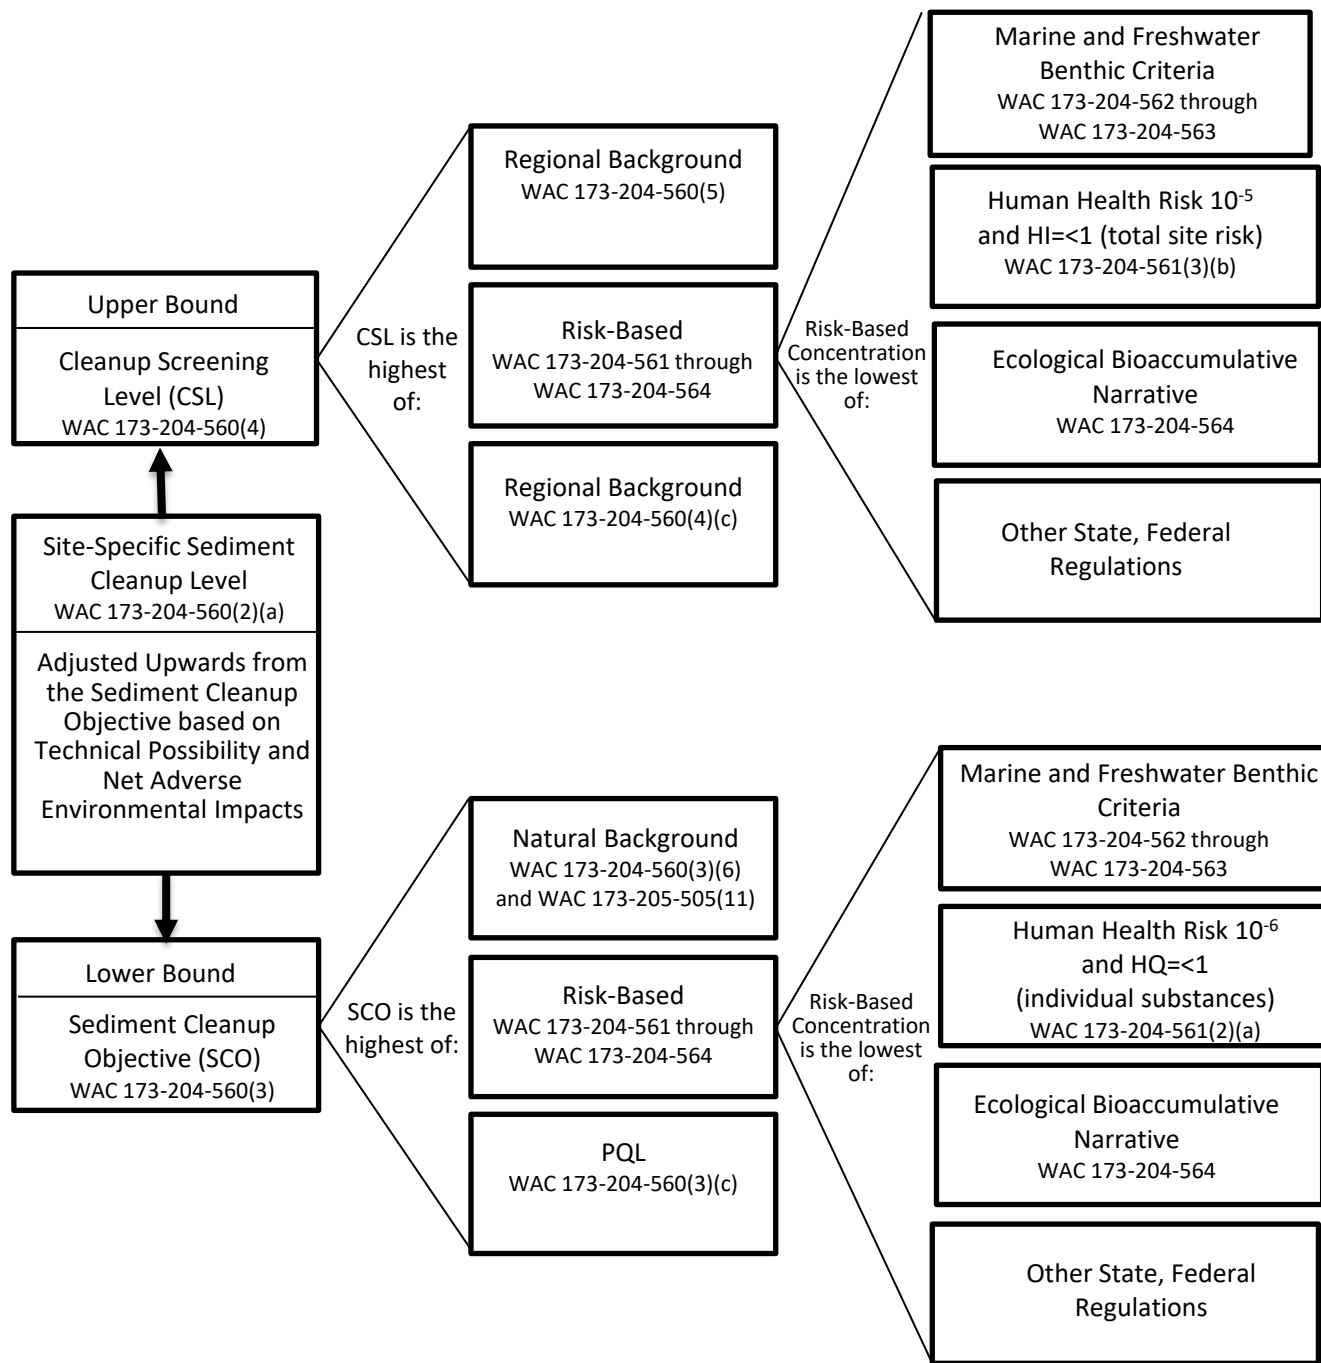 Upper Bound
Cleanup Screening
Level (CSL)
WAC 173-204-560(4)
Site-Specific Sediment
Cleanup Level
WAC 173-204-560(2)(a)
Adjusted Upwards from
the Sediment Cleanup
Objective based on
Technical Possibility and
Net Adverse
Environmental Impacts
Lower Bound
Sediment Cleanup
Objective (SCO)
WAC 173-204-560(3)
CSL is the
highest
of:
Regional Background
WAC 173-204-560(5)
Risk-Based
WAC 173-204-561 through
WAC 173-204-564
Regional Background
WAC 173-204-560(4)(c)
Risk-Based
Concentration
is the lowest
of:
Marine and Freshwater
Benthic Criteria
WAC 173-204-562 through
WAC 173-204-563
Human Health Risk 10⁻⁵
and HI=<1 (total site risk)
WAC 173-204-561(3)(b)
Ecological Bioaccumulative
Narrative
WAC 173-204-564
Other State, Federal
Regulations
SCO is the
highest of:
Natural Background
WAC 173-204-560(3)(6)
and WAC 173-205-505(11)
Risk-Based
WAC 173-204-561 through
WAC 173-204-564
PQL
WAC 173-204-560(3)(c)
Risk-Based
Concentration
is the lowest
of:
Marine and Freshwater Benthic
Criteria
WAC 173-204-562 through
WAC 173-204-563
Human Health Risk 10⁻⁶
and HQ=<1
(individual substances)
WAC 173-204-561(2)(a)
Ecological Bioaccumulative
Narrative
WAC 173-204-564
Other State, Federal
Regulations